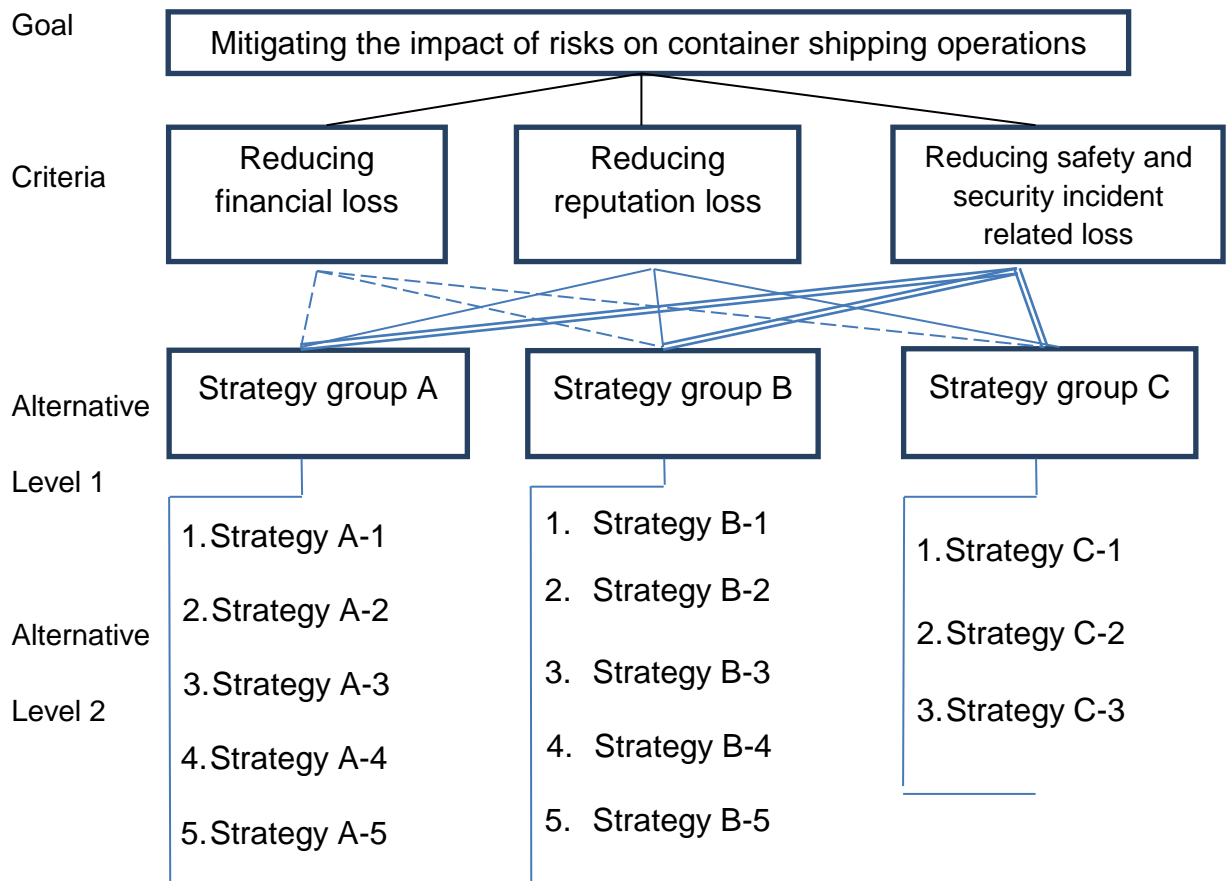 Goal
Mitigating the impact of risks on container shipping operations
Criteria
Reducing
financial loss
Reducing
reputation loss
Reducing safety and
security incident
related loss
Alternative
Level 1
Strategy group A
Strategy group B
Strategy group C
Alternative
Level 2
1.Strategy A-1
2.Strategy A-2
3.Strategy A-3
4.Strategy A-4
5.Strategy A-5
1. Strategy B-1
2. Strategy B-2
3. Strategy B-3
4. Strategy B-4
5. Strategy B-5
1.Strategy C-1
2.Strategy C-2
3.Strategy C-3